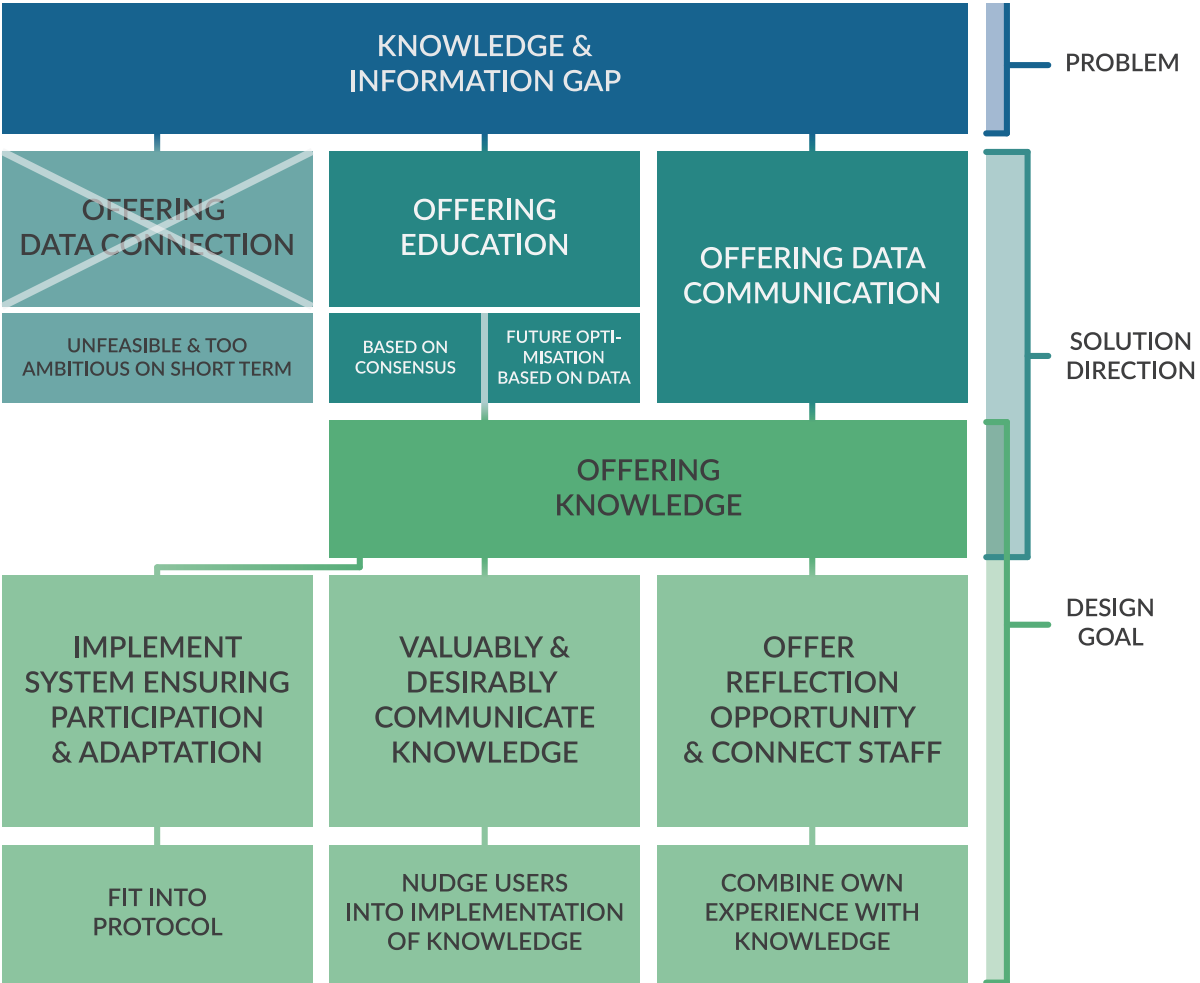 KNOWLEDGE &
INFORMATION GAP
PROBLEM
OFFERING
DATA CONNECTION
UNFEASIBLE & TOO
AMBITIOUS ON SHORT TERM
OFFERING
EDUCATION
BASED ON
CONSENSUS
FUTURE OPTI-
MISATION
BASED ON DATA
OFFERING DATA
COMMUNICATION
SOLUTION
DIRECTION
OFFERING
KNOWLEDGE
DESIGN
GOAL
IMPLEMENT
SYSTEM ENSURING
PARTICIPATION
& ADAPTATION
VALUABLY &
DESIRABLY
COMMUNICATE
KNOWLEDGE
OFFER
REFLECTION
OPPORTUNITY
& CONNECT STAFF
FIT INTO
PROTOCOL
NUDGE USERS
INTO IMPLEMENTATION
OF KNOWLEDGE
COMBINE OWN
EXPERIENCE WITH
KNOWLEDGE